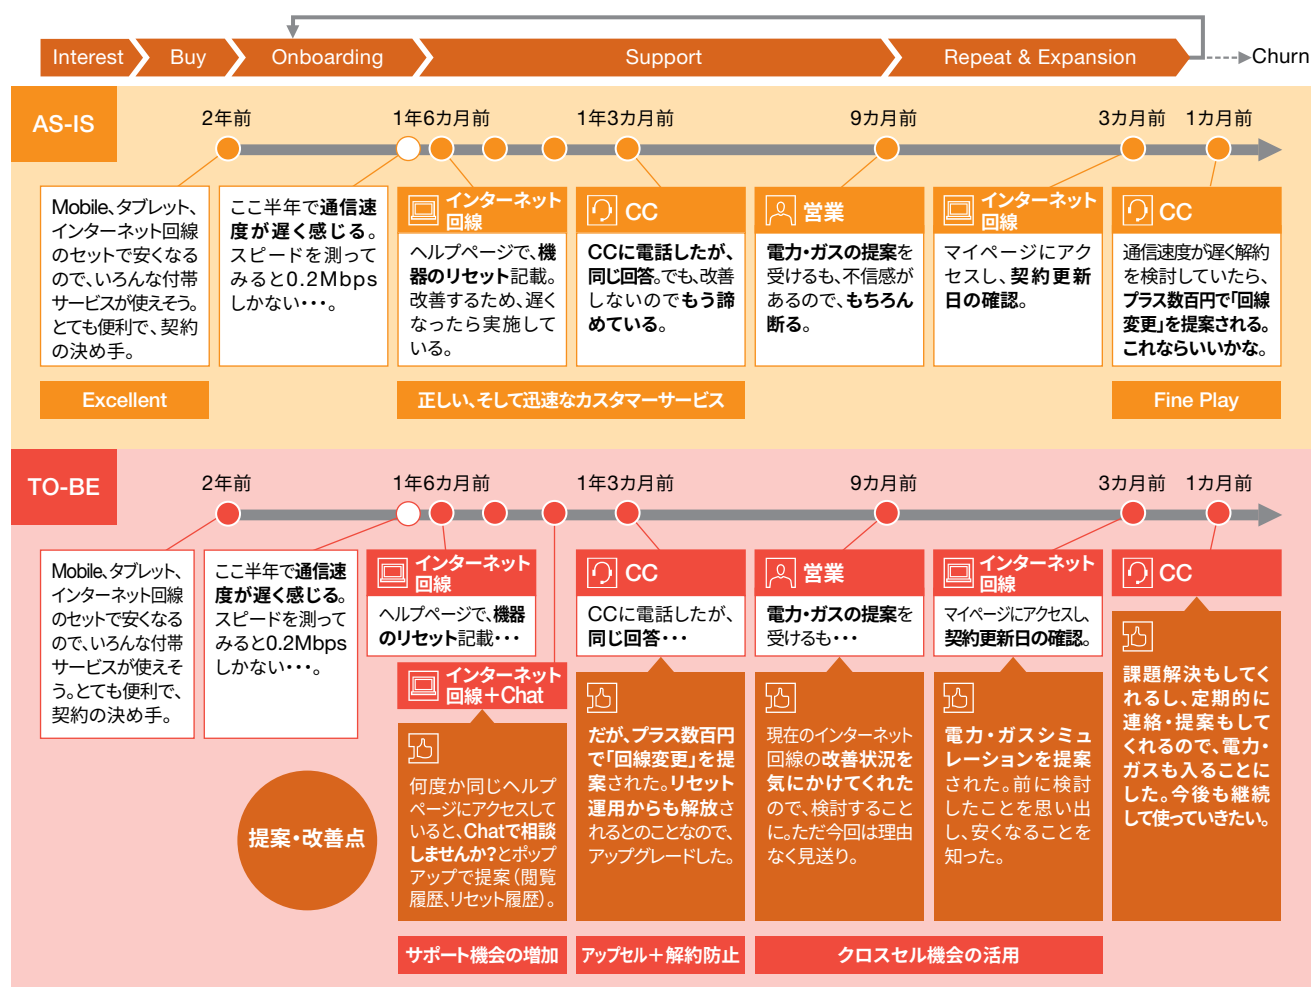 Interest
Buy
Onboarding
Support
Repeat & Expansion
Churn
AS-IS
2年前
1年6カ月前
1年3カ月前
9カ月前
3カ月前
1カ月前
Mobile、タブレット、
インターネット回線
のセットで安くなる
ので、いろんな付帯
サービスが使えそう。
とても便利で、契約
の決め手。
ここ半年で通信速
度が遅く感じる。
スピードを測って
みると0.2Mbps
しかない・・・。
インターネット
回線
ヘルプページで、機
器のリセット記載。
改善するため、遅く
なったら実施して
いる。
CC
CCに電話したが、
同じ回答。でも、改善
しないのでもう諦
めている。
営業
電力・ガスの提案を
受けるも、不信感が
あるので、もちろん
断る。
インターネット
回線
マイページにアク
セスし、契約更新
日の確認。
CC
通信速度が遅く解約
を検討していたら、
プラス数百円で「回線
変更」を提案される。
これならいいかな。
Excellent
正しい、そして迅速なカスタマーサービス
Fine Play
TO-BE
2年前
1年6カ月前
1年3カ月前
9カ月前
3カ月前
1カ月前
Mobile、タブレット、
インターネット回線
のセットで安くなる
ので、いろんな付帯
サービスが使えそ
う。とても便利で、
契約の決め手。
ここ半年で通信速
度が遅く感じる。
スピードを測って
みると0.2Mbps
しかない・・・。
インターネット
回線
ヘルプページで、機器
のリセット記載・・・
インターネット
回線＋Chat
何度か同じヘルプ
ページにアクセスして
いると、Chatで相談
しませんか？とポップ
アップで提案（閲覧
履歴、リセット履歴）。
CC
CCに電話したが、
同じ回答・・・
だが、プラス数百円
で「回線変更」を提
案された。リセット
運用からも解放さ
れるとのことなので、
アップグレードした。
営業
電力・ガスの提案を
受けるも・・・
現在のインターネット
回線の改善状況を
気にかけてくれた
ので、検討すること
に。ただ今回は理由
なく見送り。
インターネット
回線
マイページにアクセスし、
契約更新日の確認。
電力・ガスシミュ
レーションを提案
された。前に検討
したことを思い出
し、安くなることを
知った。
CC
課題解決もしてく
れるし、定期的に
連絡・提案もして
くれるので、電力・
ガスも入ることに
した。今後も継続
して使っていきたい。
提案・改善点
サポート機会の増加
アップセル＋解約防止
クロスセル機会の活用